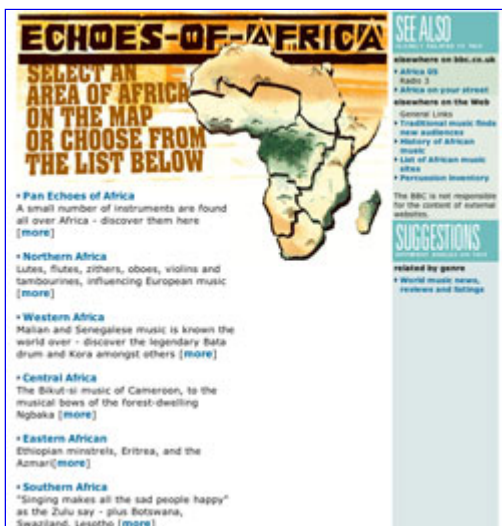 ECHOES-OF-AFRICA
SELECT AN
AREA OF AFRICA
ON THE MAP
OR CHOOSE FROM
THE LIST BELOW
Pan Echoes of Africa
A small number of instruments are found
all over Africa - discover them here
[more]
Northern Africa
Lutes, flutes, zithers, oboes, violins and
tambourines, influencing European music
[more]
Western Africa
Malian and Senegalese music is known the
world over - discover the legendary Bata
drum and Kora amongst others [more]
Central Africa
The Bikut-si music of Cameroon, to the
musical bows of the forest-dwelling
Ngbaka [more]
Eastern African
Ethiopian minstrels, Eritrea, and the
Azmari[more]
Southern Africa
"Singing makes all the sad people happy"
as the Zulu say - plus Botswana,
Swaziland, Lesotho [more]
SEE ALSO
elsewhere on bbc.co.uk
Africa 05
Radio 3
Africa on your street
elsewhere on the Web
General Links
Traditional music finds
new audiences
History of African
music
List of African music
sites
Percussion Inventory
The BBC is not responsible
for the content of external
websites.
SUGGESTIONS
related by genre
World music news,
reviews and listings